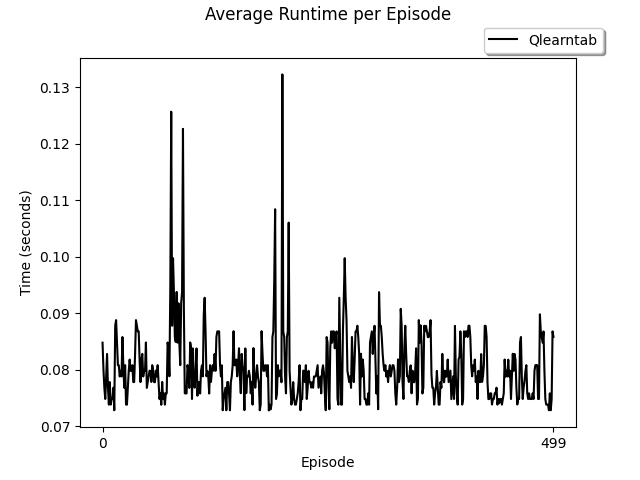 Average Runtime per Episode
Qlearntab
0.13
0.12
0.11
0.10
0.09
0.08
0.07
Time (seconds)
0
499
Episode